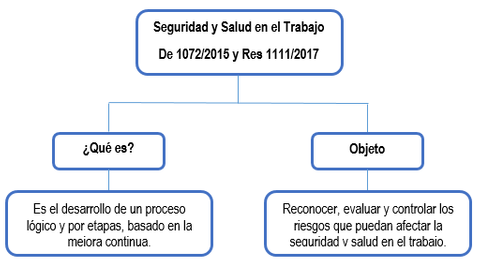 Seguridad y Salud en el Trabajo
De 1072/2015 y Res 1111/2017
¿Qué es?
Objeto
Es el desarrollo de un proceso
lógico y por etapas, basado en la
mejora continua.
Reconocer, evaluar y controlar los
riesgos que puedan afectar la
seguridad y salud en el trabajo.